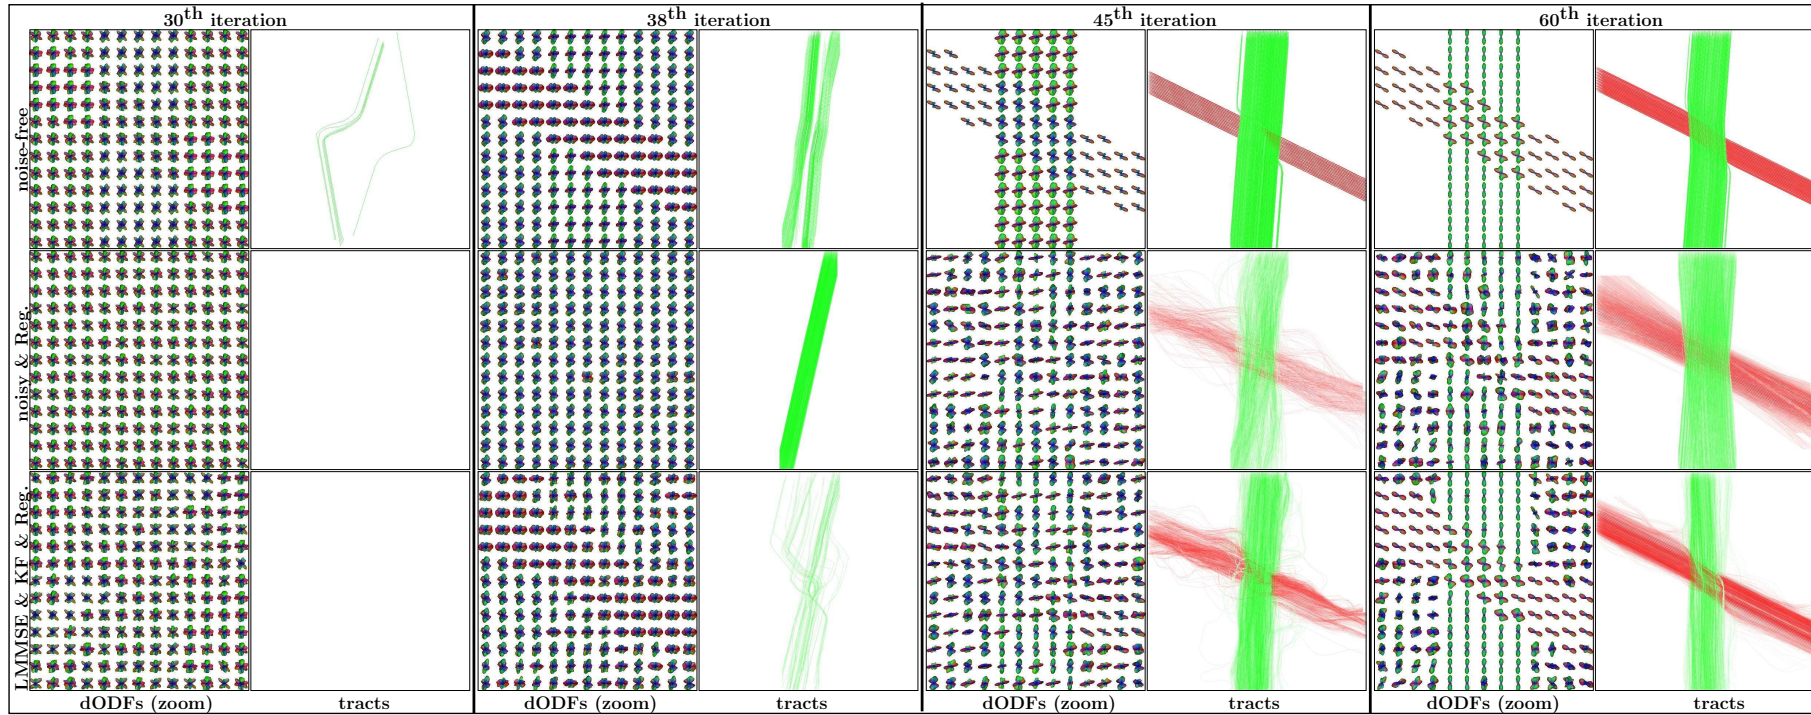 30th iteration
38th iteration
45th iteration
60th iteration
noise-free
noisy & Reg.
LMMSE & KF & Reg.
dODFs (zoom)
tracts
dODFs (zoom)
tracts
dODFs (zoom)
tracts
dODFs (zoom)
tracts